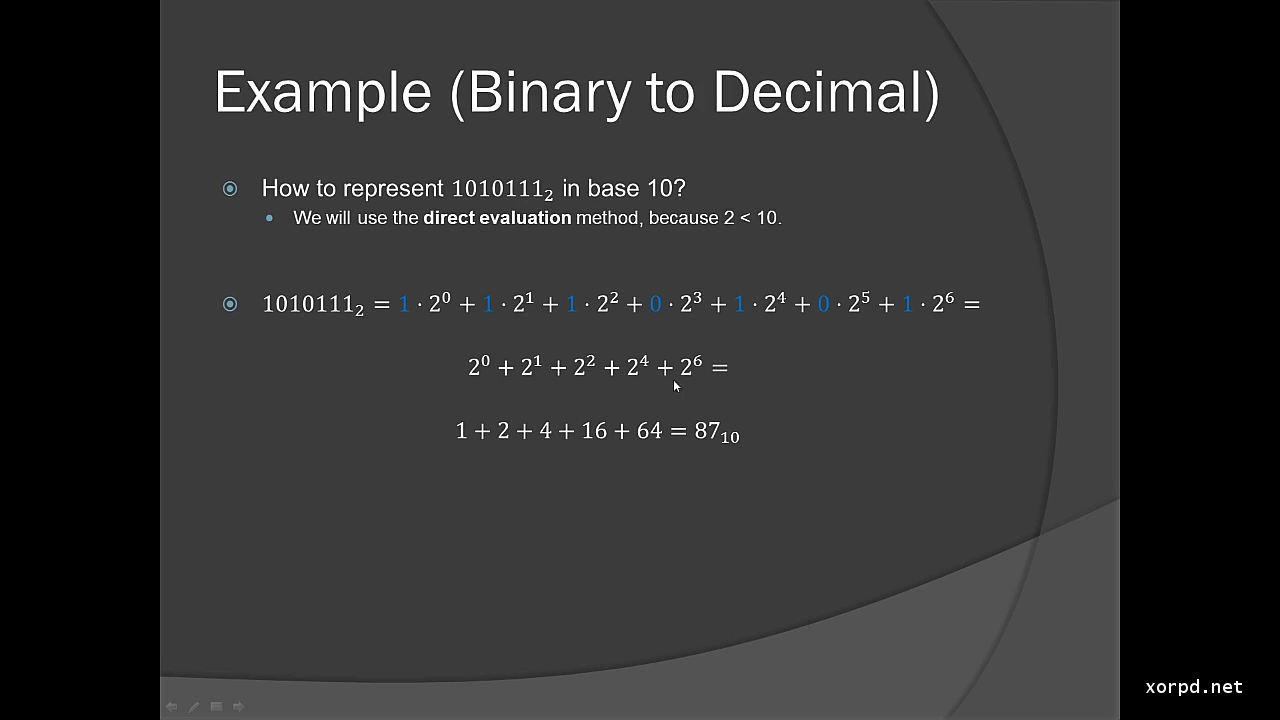 Example (Binary to Decimal)
How to represent 1010111₂ in base 10?
We will use the direct evaluation method, because 2 < 10.
1010111₂ = 1 · 2⁰ + 1 · 2¹ + 1 · 2² + 0 · 2³ + 1 · 2⁴ + 0 · 2⁵ + 1 · 2⁶ =
2⁰ + 2¹ + 2² + 2⁴ + 2⁶ =
1 + 2 + 4 + 16 + 64 = 87₁₀
xorpd.net